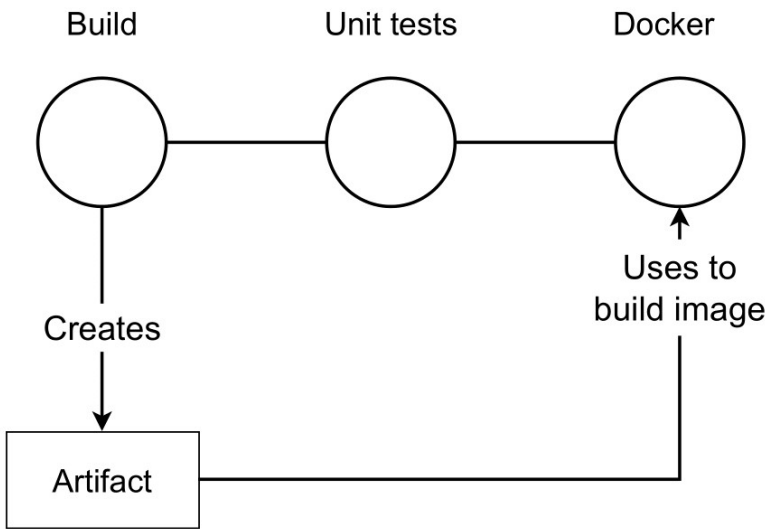 Build
Unit tests
Docker
Uses to
build image
Creates
Artifact